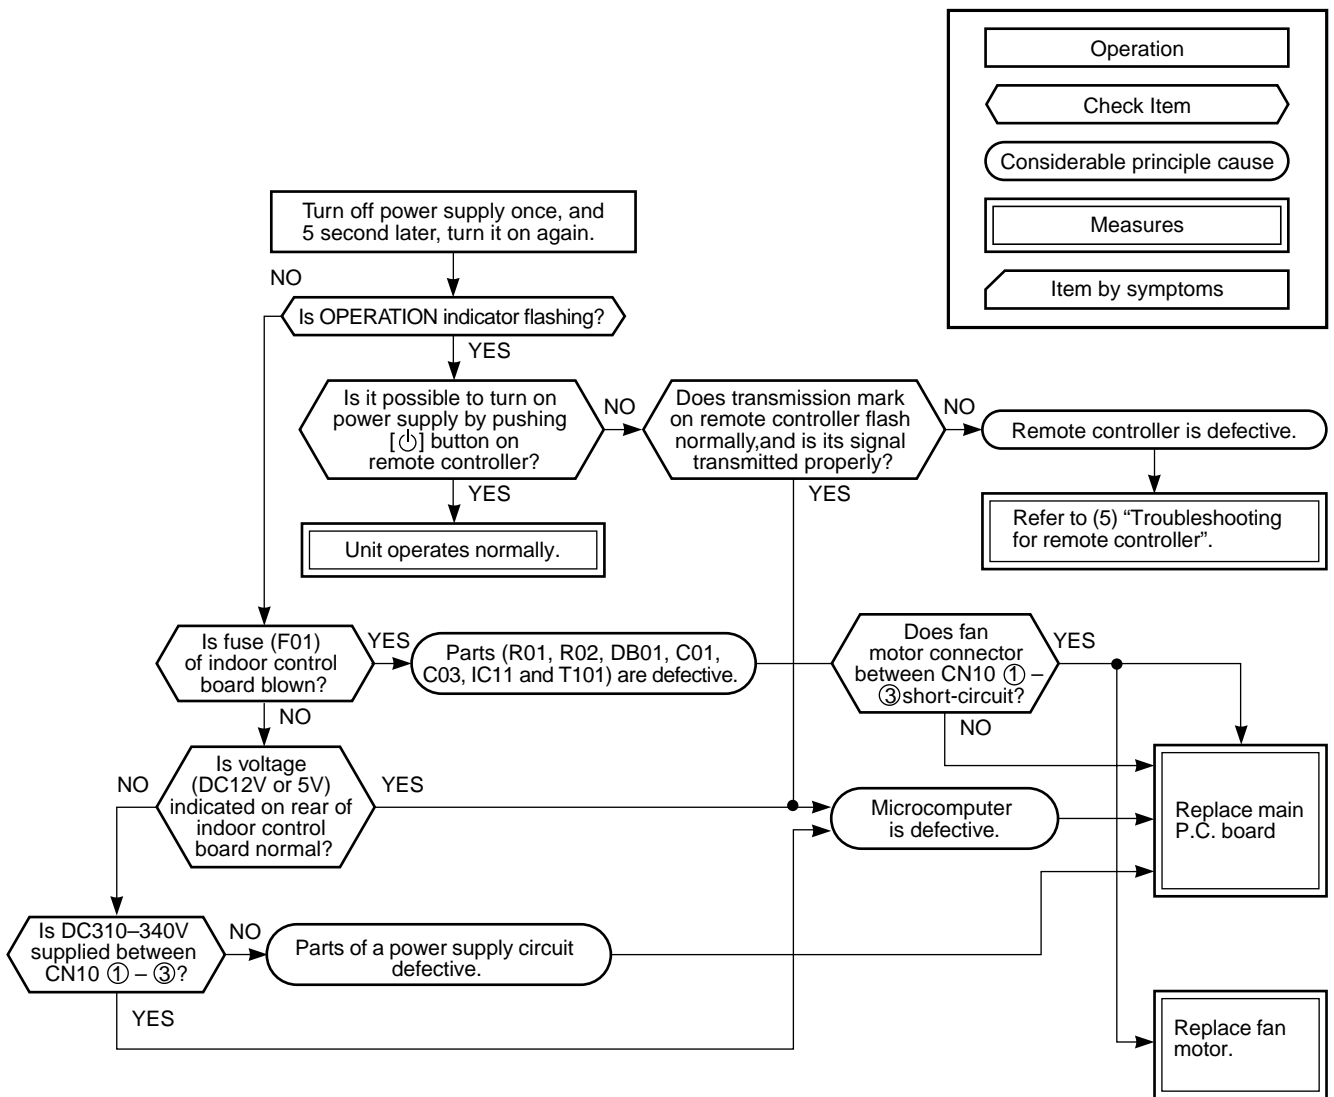 Operation
Check Item
Considerable principle cause
Measures
Item by symptoms
Turn off power supply once, and
5 second later, turn it on again.
NO
Is OPERATION indicator flashing?
YES
Is it possible to turn on
power supply by pushing
[⏻] button on
remote controller?
NO
Does transmission mark
on remote controller flash
normally,and is its signal
transmitted properly?
NO
Remote controller is defective.
YES
YES
Unit operates normally.
Refer to (5) “Troubleshooting
for remote controller”.
Is fuse (F01)
of indoor control
board blown?
YES
Parts (R01, R02, DB01, C01,
C03, IC11 and T101) are defective.
Does fan
motor connector
between CN10 ① –
③short-circuit?
YES
NO
NO
Is voltage
(DC12V or 5V)
indicated on rear of
indoor control
board normal?
NO
YES
Microcomputer
is defective.
Replace main
P.C. board
Is DC310–340V
supplied between
CN10 ① – ③?
NO
Parts of a power supply circuit
defective.
YES
Replace fan
motor.